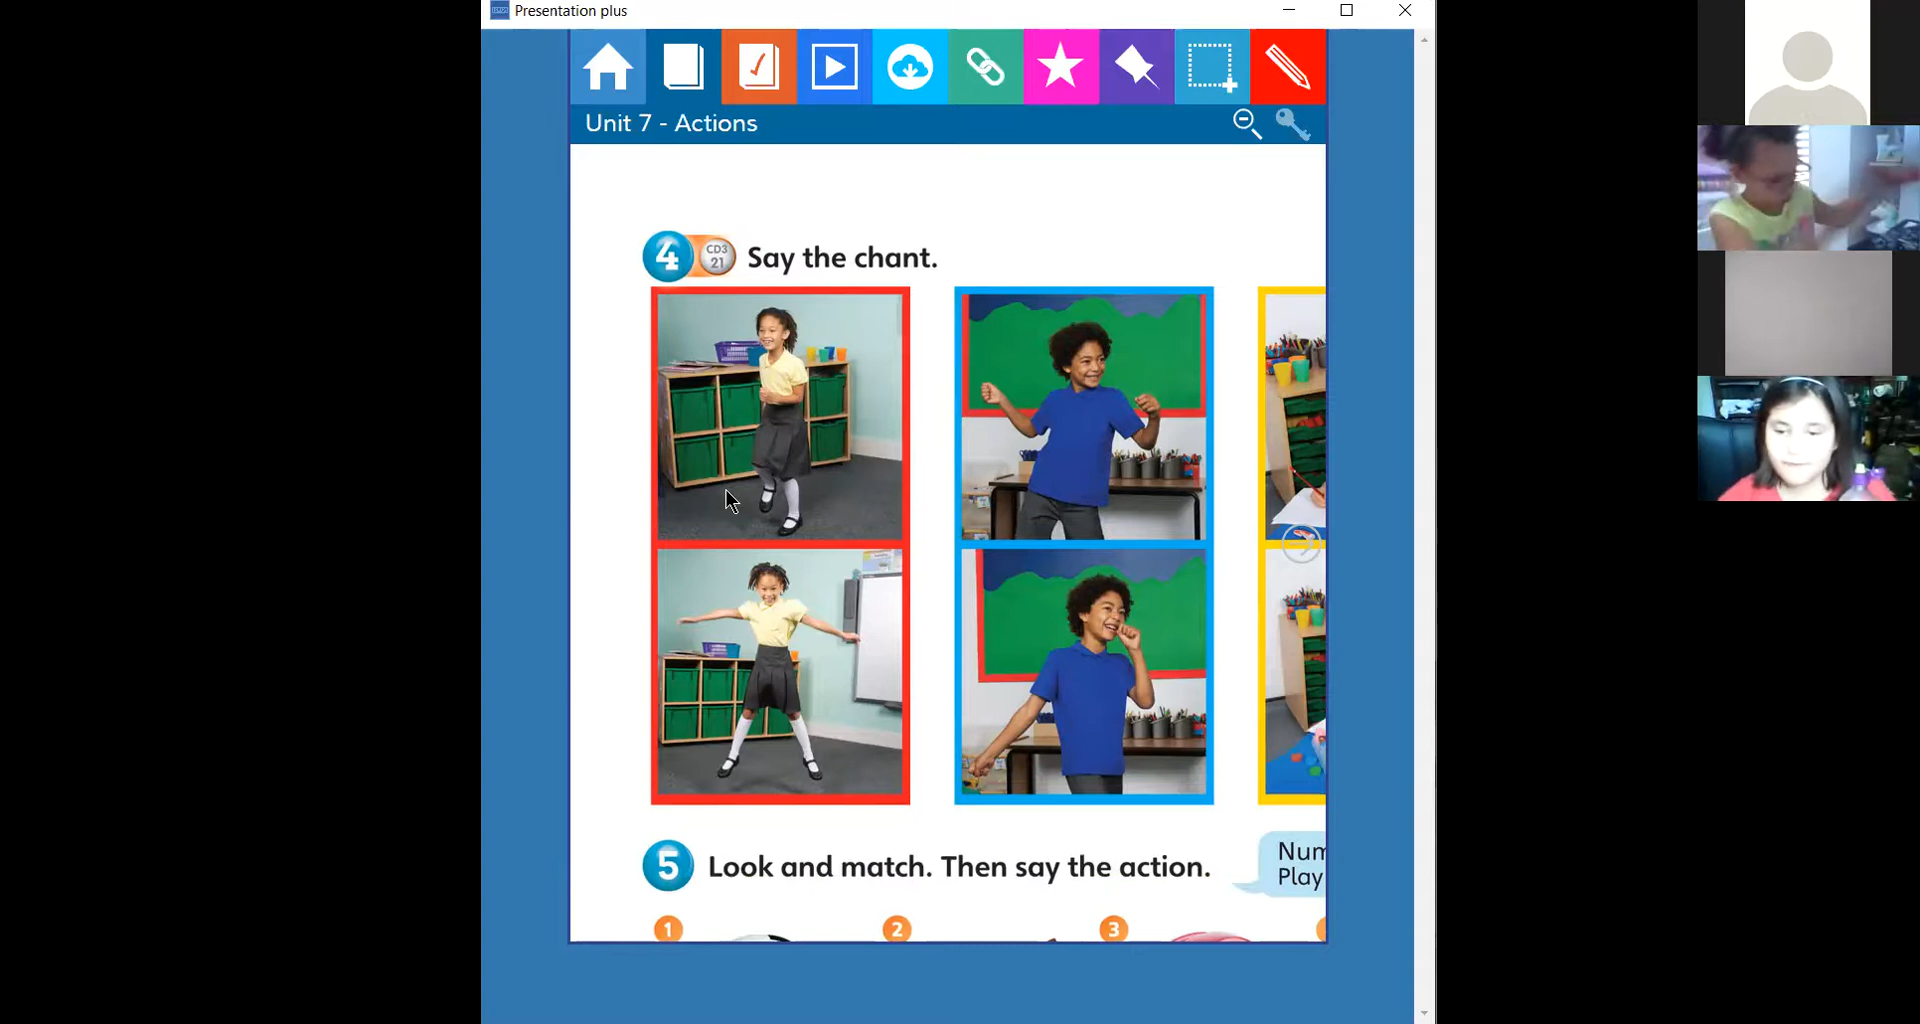 Presentation plus
Unit 7 - Actions
4 CD3 21 Say the chant.
5 Look and match. Then say the action.
Num
Play
1 2 3